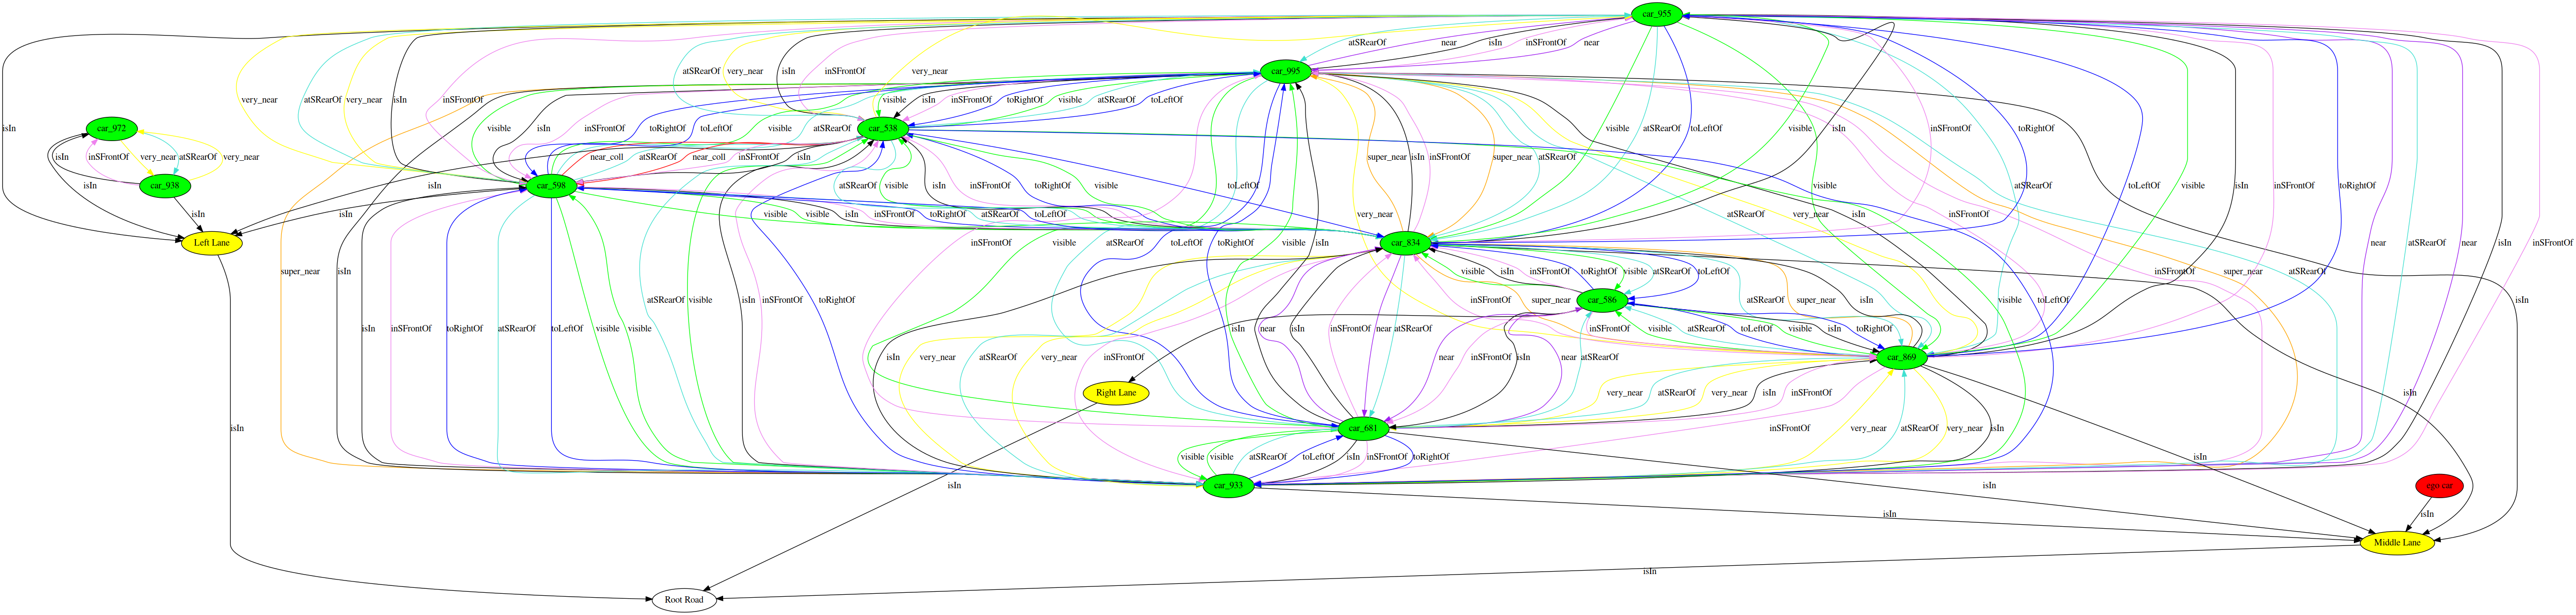 car_955
atSRearOf near isIn inSFrontOf near
car_995
atSRearOf very_near isIn inSFrontOf very_near
very_near atSRearOf very_near isIn inSFrontOf visible isIn inSFrontOf toRightOf visible atSRearOf toLeftOf
isIn car_972 visible isIn inSFrontOf toRightOf toLeftOf visible atSRearOf car_538 visible atSRearOf toLeftOf visible isIn
isIn inSFrontOf very_near atSRearOf very_near near_coll atSRearOf near_coll inSFrontOf isIn super_near isIn inSFrontOf super_near atSRearOf inSFrontOf toRightOf
car_938 car_598 isIn atSRearOf visible isIn inSFrontOf toRightOf visible toLeftOf atSRearOf toLeftOf visible isIn inSFrontOf toRightOf
isIn isIn isIn visible visible isIn inSFrontOf toRightOf atSRearOf toLeftOf very_near very_near isIn inSFrontOf
Left Lane car_834 inSFrontOf visible atSRearOf toLeftOf toRightOf visible isIn atSRearOf near atSRearOf near isIn inSFrontOf
super_near isIn atSRearOf visible visible isIn inSFrontOf toRightOf visible atSRearOf toLeftOf inSFrontOf super_near atSRearOf super_near isIn inSFrontOf super_near atSRearOf
car_586 visible toLeftOf isIn
isIn inSFrontOf toRightOf atSRearOf toLeftOf visible visible isIn near isIn inSFrontOf near atSRearOf inSFrontOf visible atSRearOf toLeftOf visible isIn toRightOf
isIn very_near atSRearOf very_near inSFrontOf isIn near inSFrontOf isIn near atSRearOf car_869
Right Lane very_near atSRearOf very_near isIn inSFrontOf isIn
isIn car_681 inSFrontOf very_near atSRearOf very_near isIn
visible visible atSRearOf toLeftOf isIn inSFrontOf toRightOf isIn
car_933 isIn isIn ego car
isIn isIn
Middle Lane
isIn
Root Road